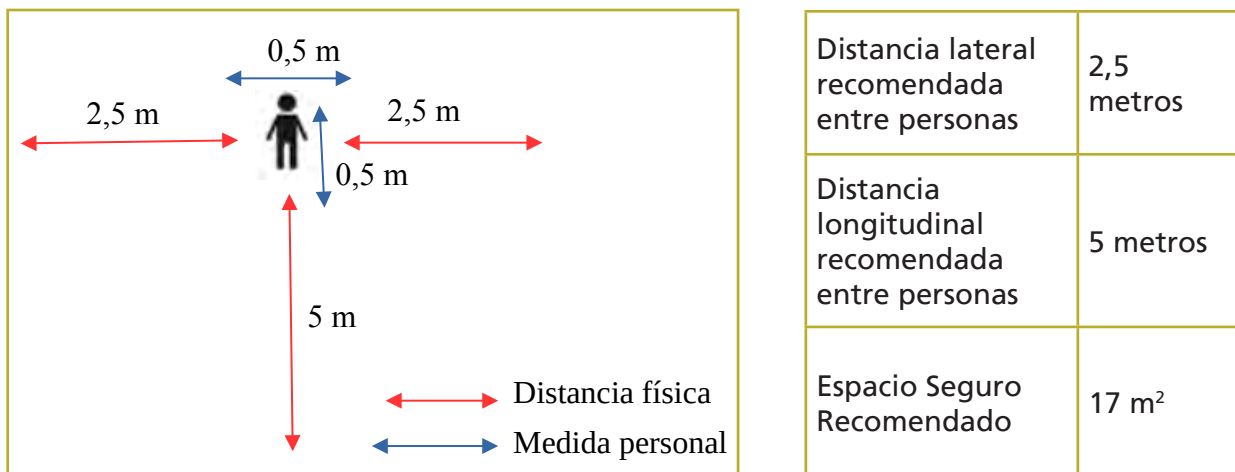 0,5 m
2,5 m
2,5 m
0,5 m
5 m
Distancia física
Medida personal
Distancia lateral
recomendada
entre personas
2,5
metros
Distancia
longitudinal
recomendada
entre personas
5 metros
Espacio Seguro
Recomendado
17 m²